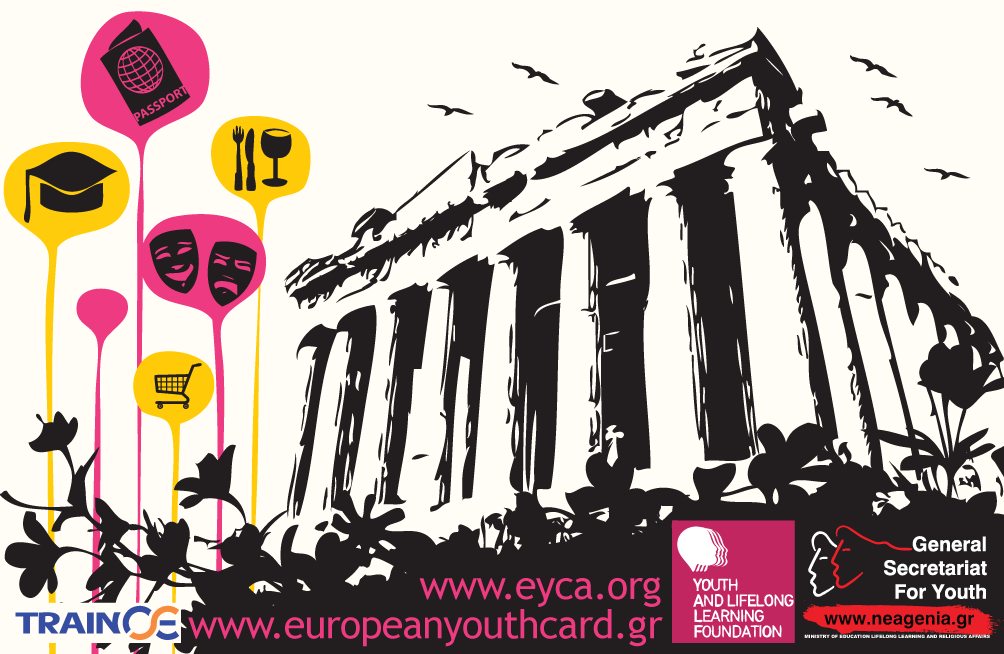 PASSPORT
www.eyca.org
www.europeanyouthcard.gr
TRAINOSE
YOUTH
AND LIFELONG
LEARNING
FOUNDATION
General
Secretariat
For Youth
www.neagenia.gr
MINISTRY OF EDUCATION LIFELONG LEARNING AND RELIGIOUS AFFAIRS